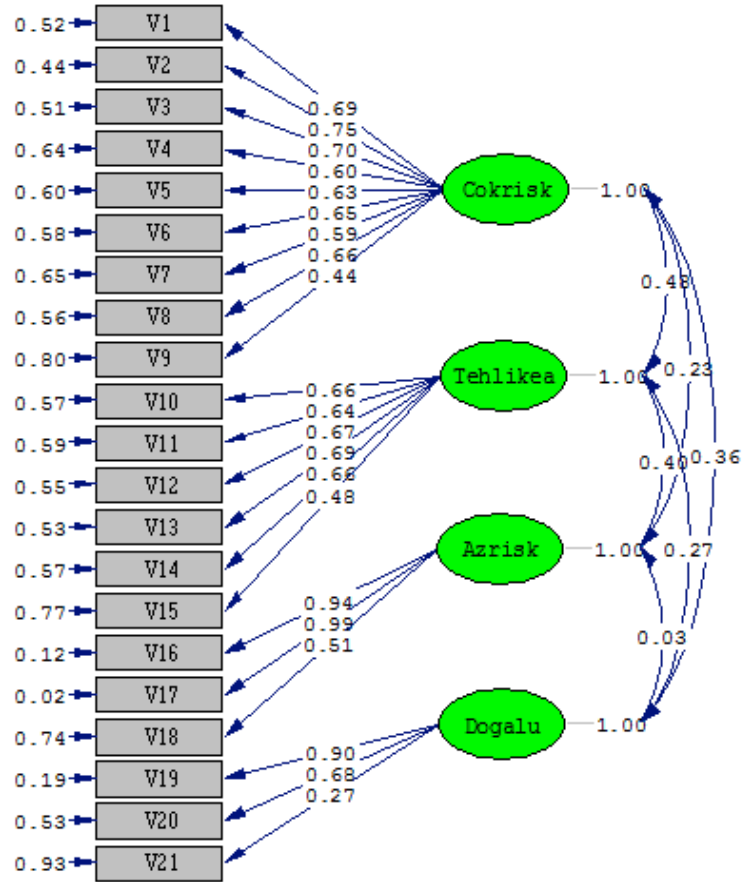 0.52 V1
0.44 V2
0.51 V3
0.64 V4
0.60 V5
0.58 V6
0.65 V7
0.56 V8
0.80 V9
0.57 V10
0.59 V11
0.55 V12
0.53 V13
0.57 V14
0.77 V15
0.12 V16
0.02 V17
0.74 V18
0.19 V19
0.53 V20
0.93 V21
0.69
0.75
0.70
0.60
0.63
0.65
0.59
0.66
0.44
0.66
0.64
0.67
0.69
0.66
0.48
0.94
0.99
0.51
0.90
0.68
0.27
Cokrisk 1.00
Tehlikea 1.00
Azrisk 1.00
Dogalu 1.00
0.48
0.23
0.40
0.36
0.27
0.03